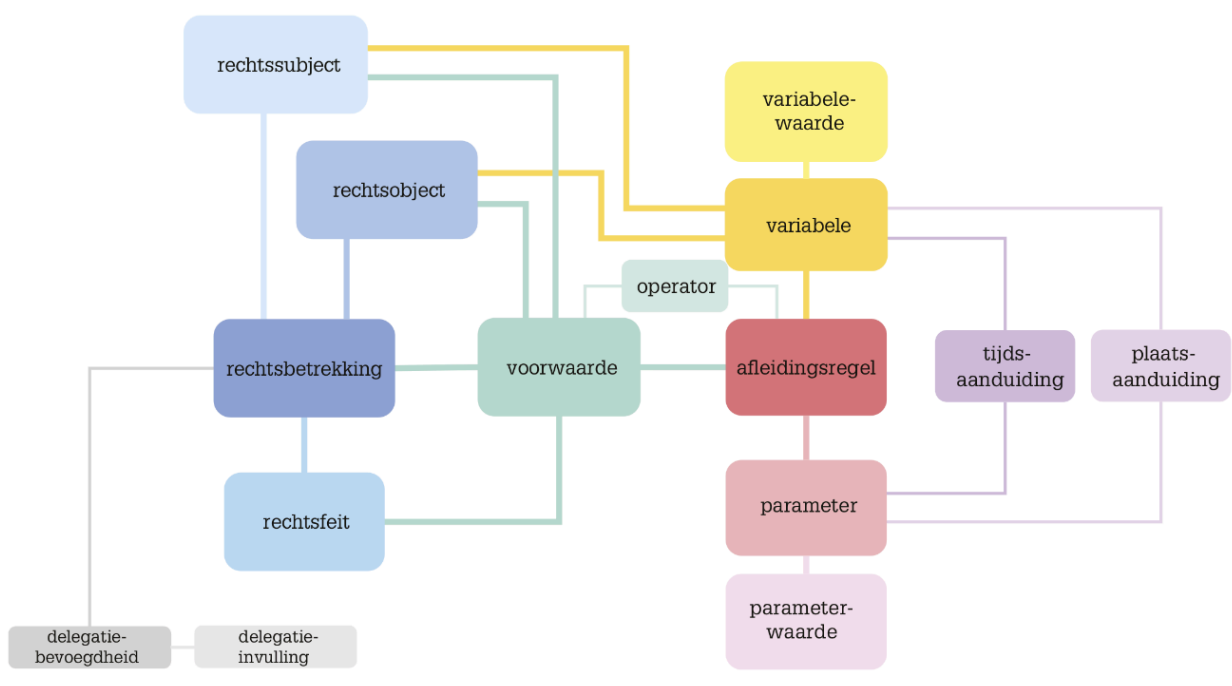 rechtssubject
variabele-
waarde
rechtsobject
variabele
operator
rechtsbetrekking
voorwaarde
afleidingsregel
tijds-
aanduiding
plaats-
aanduiding
rechtsfeit
parameter
parameter-
waarde
delegatie-
bevoegdheid
delegatie-
invulling